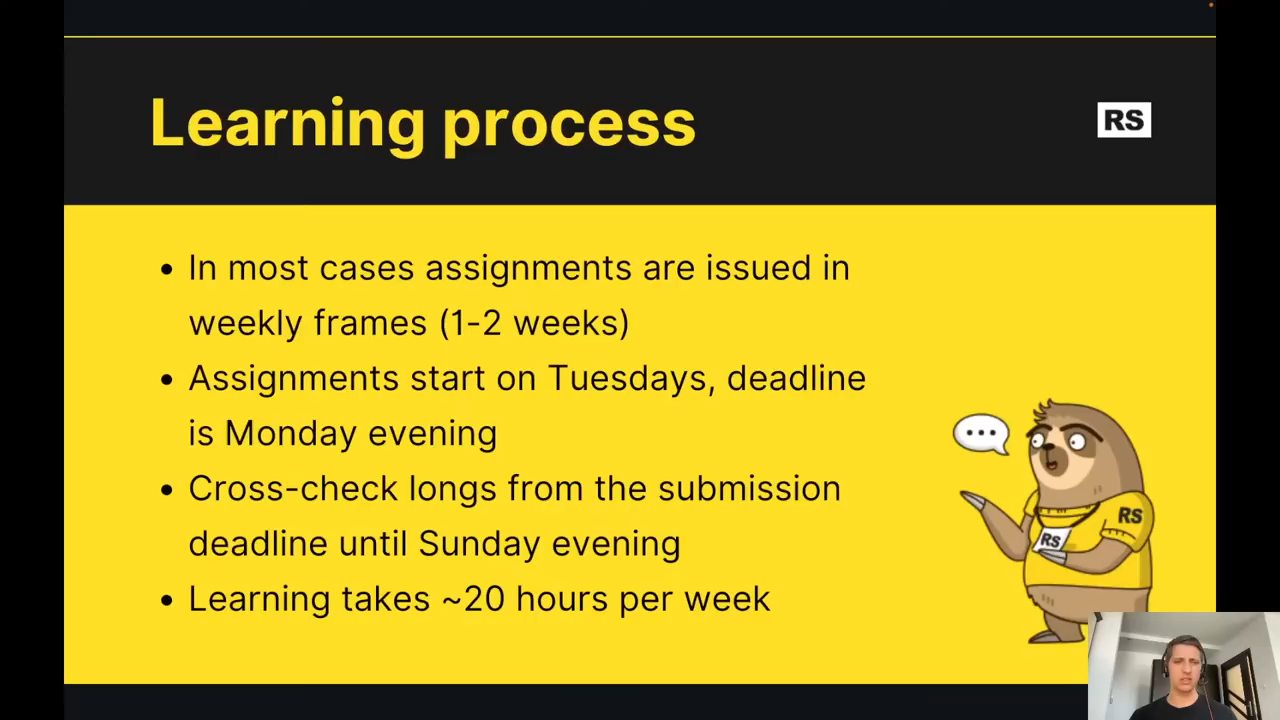 Learning process
RS
• In most cases assignments are issued in
weekly frames (1-2 weeks)
• Assignments start on Tuesdays, deadline
is Monday evening
• Cross-check longs from the submission
deadline until Sunday evening
• Learning takes ~20 hours per week
RS
RS